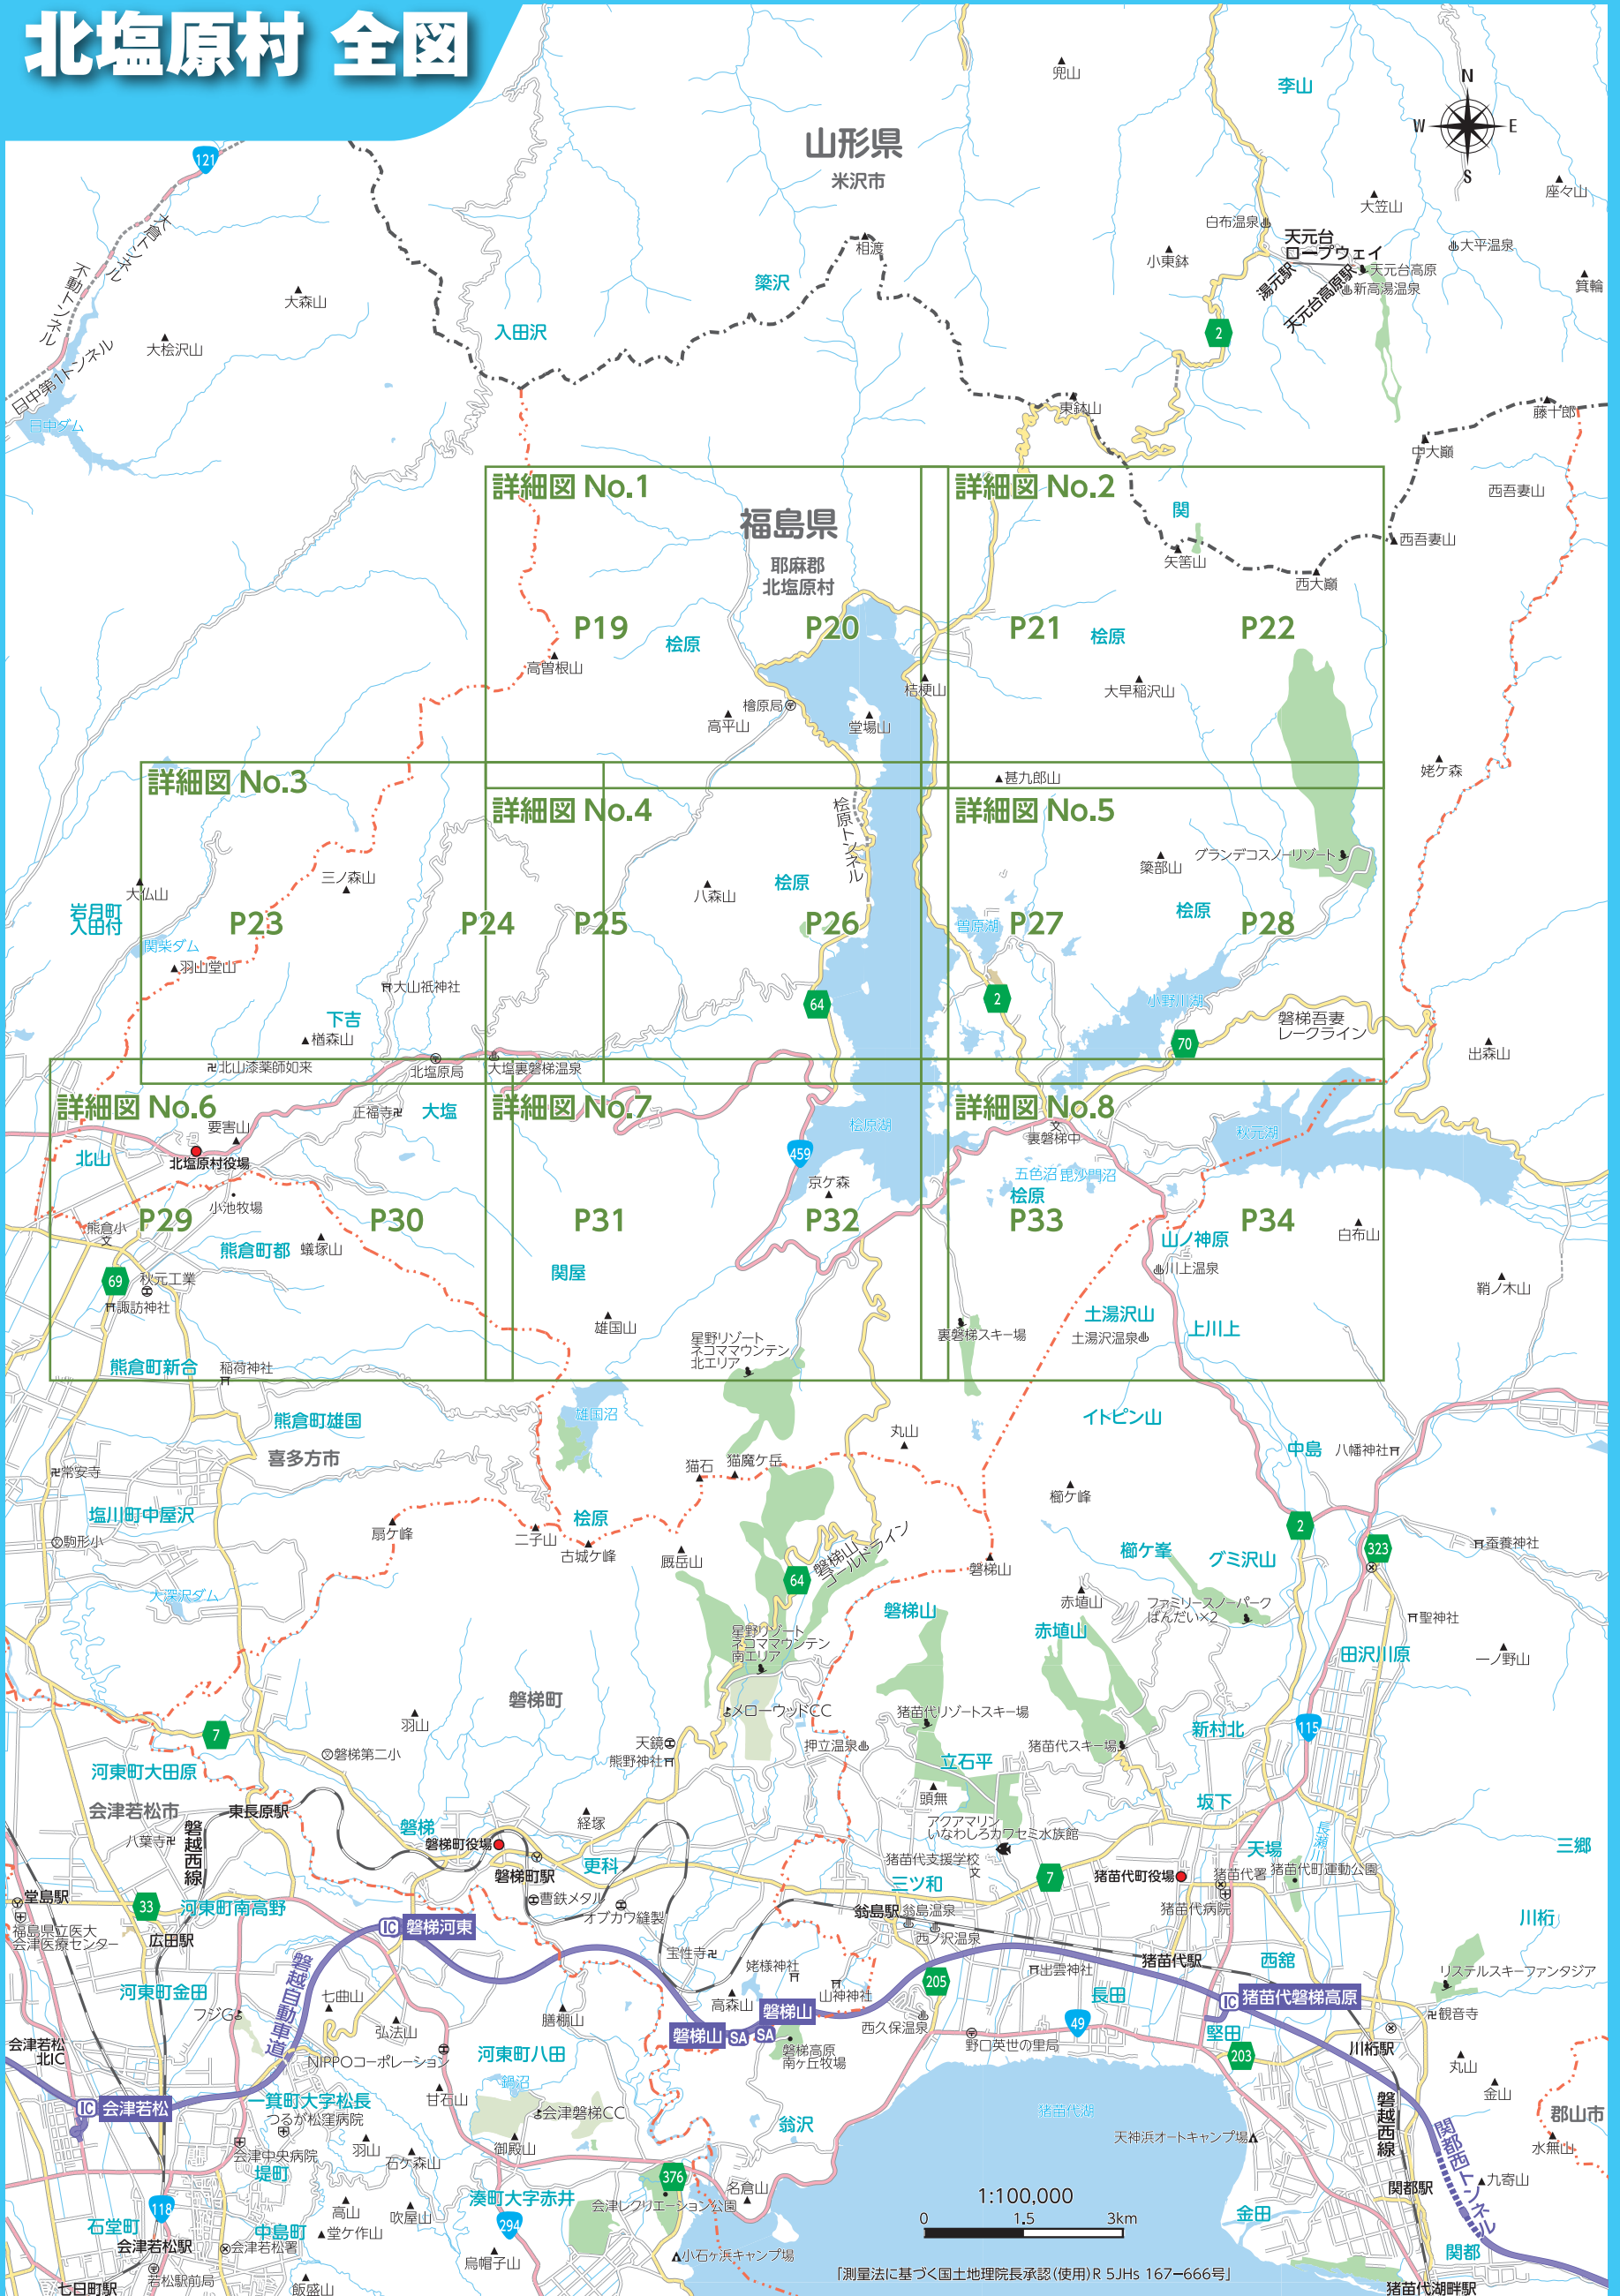 北塩原村 全図
兜山
李山
N
W
E
S
山形県
米沢市
121
大倉トンネル
不動トンネル
日中第1トンネル
日中ダム
大森山
大桧沢山
入田沢
簗沢
相渡
座々山
大笠山
白布温泉
天元台
ロープウェイ
大平温泉
小東鉢
湯元駅
天元台高原
天元台高原駅
新高湯温泉
箕輪
2
東鉢山
藤十郎
中大巓
西吾妻山
詳細図 No.1
詳細図 No.2
福島県
耶麻郡
北塩原村
関
矢筈山
西大巓
西吾妻山
P19
P20
P21
P22
桧原
桧原
高曽根山
桔梗山
大早稲沢山
檜原局
高平山
堂場山
姥ケ森
詳細図 No.3
甚九郎山
詳細図 No.4
詳細図 No.5
桧原トンネル
グランデコスノーリゾート
簗部山
三ノ森山
大仏山
八森山
桧原
桧原
岩月町
入田付
P23
P24
P25
P26
P27
P28
曽原湖
関柴ダム
羽山堂山
大山祇神社
64
2
小野川湖
磐梯吾妻
レークライン
下吉
楢森山
70
出森山
北山漆薬師如来
北塩原局
大塩裏磐梯温泉
詳細図 No.6
詳細図 No.7
詳細図 No.8
正福寺
大塩
要害山
桧原湖
裏磐梯中
秋元湖
北山
北塩原村役場
459
京ケ森
五色沼
毘沙門沼
桧原
小池牧場
熊倉小
P29
P30
P31
P32
P33
P34
熊倉町都
蟻塚山
山ノ神原
白布山
関屋
川上温泉
69
秋元工業
諏訪神社
鞘ノ木山
雄国山
土湯沢山
上川上
裏磐梯スキー場
土湯沢温泉
星野リゾート
ネコママウンテン
北エリア
熊倉町新合
稲荷神社
熊倉町雄国
雄国沼
イトピン山
丸山
中島
八幡神社
喜多方市
常安寺
猫石
猫魔ケ岳
櫛ケ峰
塩川町中屋沢
桧原
扇ケ峰
二子山
古城ケ峰
2
323
駒形小
厩岳山
磐梯山
ゴールドライン
磐梯山
櫛ケ峯
グミ沢山
蚕養神社
大深沢ダム
64
赤埴山
ファミリースノーパーク
ばんだい×2
磐梯山
赤埴山
聖神社
星野リゾート
ネコママウンテン
南エリア
田沢川原
一ノ野山
磐梯町
羽山
メローウッドCC
猪苗代リゾートスキー場
新村北
115
7
磐梯第二小
天鏡
熊野神社
押立温泉
猪苗代スキー場
立石平
河東町大田原
頭無
坂下
会津若松市
東長原駅
経塚
磐梯
アクアマリン
いなわしろカワセミ水族館
長瀬川
八葉寺
磐越西線
磐梯町役場
磐梯町駅
更科
猪苗代支援学校
天場
三郷
三ツ和
7
猪苗代町役場
猪苗代署
猪苗代町運動公園
堂島駅
33
河東町南高野
曹鉄メタル
オブカワ縫製
翁島駅
翁島温泉
猪苗代病院
福島県立医大
会津医療センター
広田駅
IC
磐梯河東
西ノ沢温泉
川桁
宝性寺
猪苗代駅
西舘
磐越自動車道
河東町金田
姥様神社
山神神社
205
出雲神社
リステルスキーファンタジア
フジG
七曲山
高森山
磐梯山
長田
IC
猪苗代磐梯高原
弘法山
膳棚山
磐梯山
SA
SA
西久保温泉
49
観音寺
会津若松
北IC
NIPPOコーポレーション
河東町八田
磐梯高原
南ヶ丘牧場
野口英世の里局
堅田
203
川桁駅
丸山
鍋沼
甘石山
金山
IC
会津若松
一箕町大字松長
つるが松窪病院
会津磐梯CC
翁沢
猪苗代湖
磐越西線
関都西トンネル
郡山市
会津中央病院
羽山
御殿山
天神浜オートキャンプ場
水無山
堤町
石ケ森山
376
名倉山
1:100,000
関都駅
九寄山
118
高山
吹屋山
湊町大字赤井
会津レクリエーション公園
0
1.5
3km
金田
石堂町
中島町
堂ケ作山
294
会津若松駅
会津若松署
烏帽子山
小石ヶ浜キャンプ場
関都
若松駅前局
七日町駅
飯盛山
「測量法に基づく国土地理院長承認（使用）R 5JHs 167−666号」
猪苗代湖畔駅